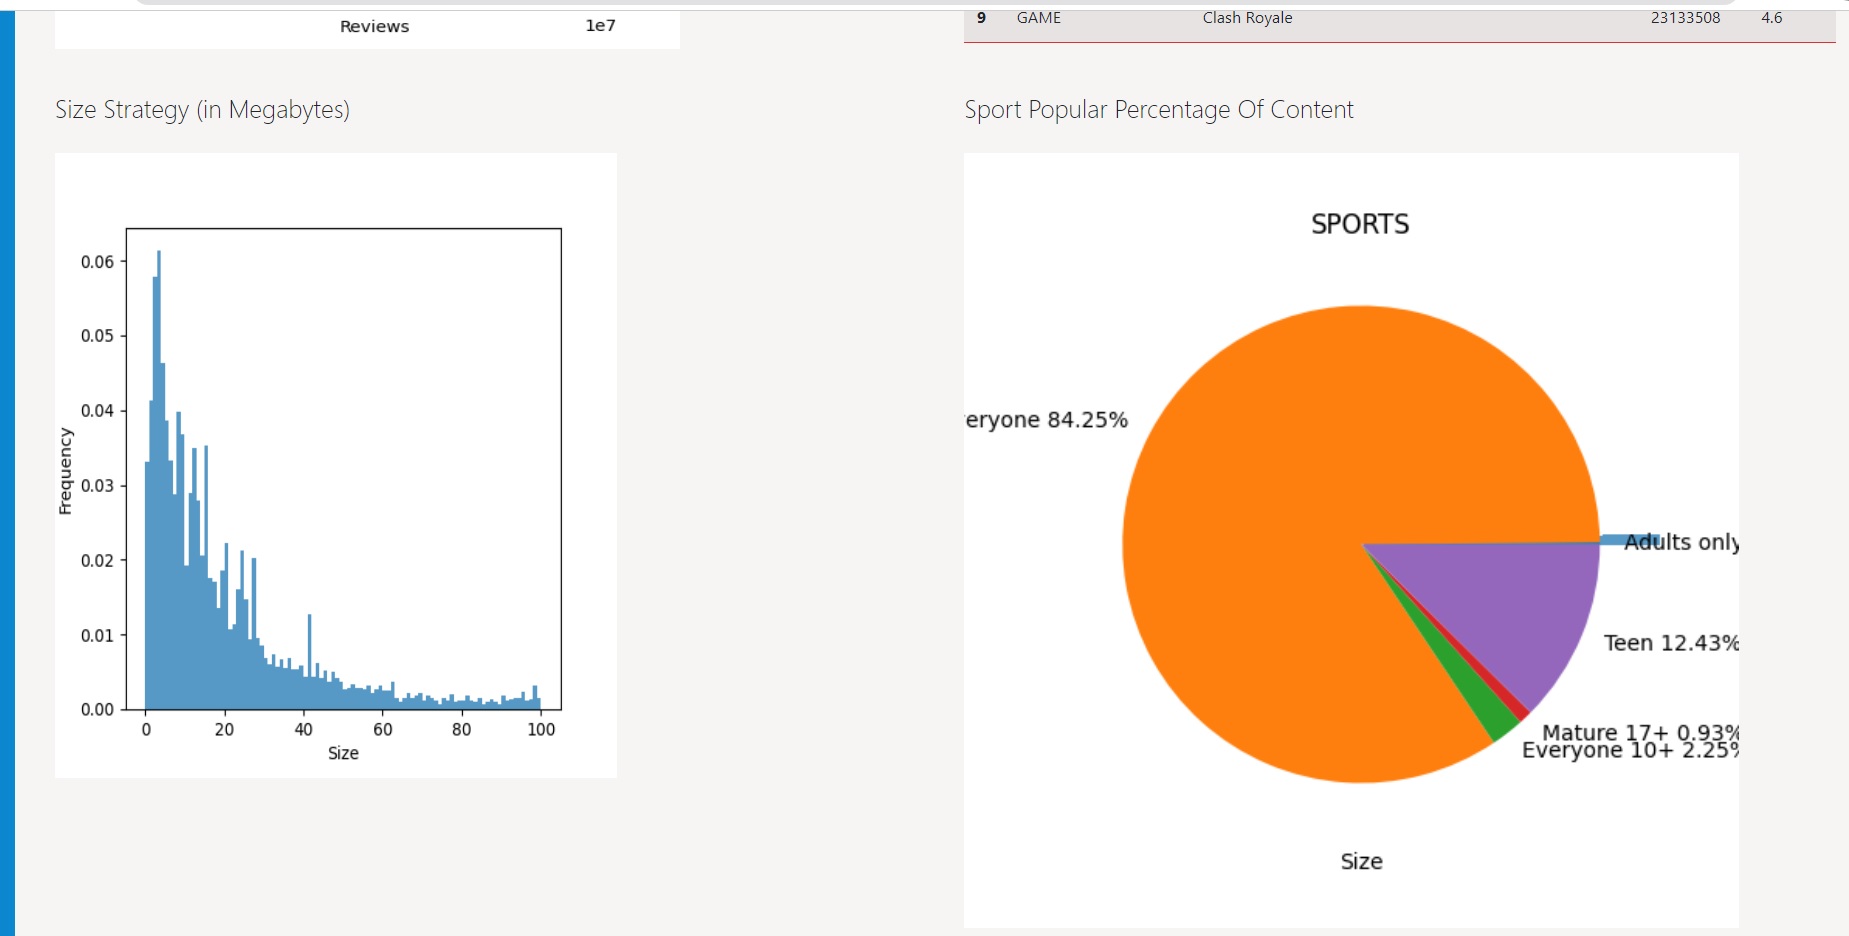 Reviews 1e7
9 GAME Clash Royale 23133508 4.6
Size Strategy (in Megabytes)
0.06
0.05
0.04
0.03
0.02
0.01
0.00
Frequency
0 20 40 60 80 100
Size
Sport Popular Percentage Of Content
SPORTS
eryone 84.25%
Adults only
Teen 12.43%
Mature 17+ 0.93%
Everyone 10+ 2.25%
Size